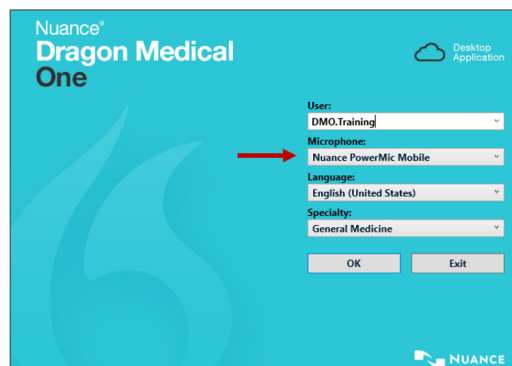 Nuance®
Dragon Medical
One
Desktop
Application
User:
DMO.Training
Microphone:
Nuance PowerMic Mobile
Language:
English (United States)
Specialty:
General Medicine
OK
Exit
NUANCE